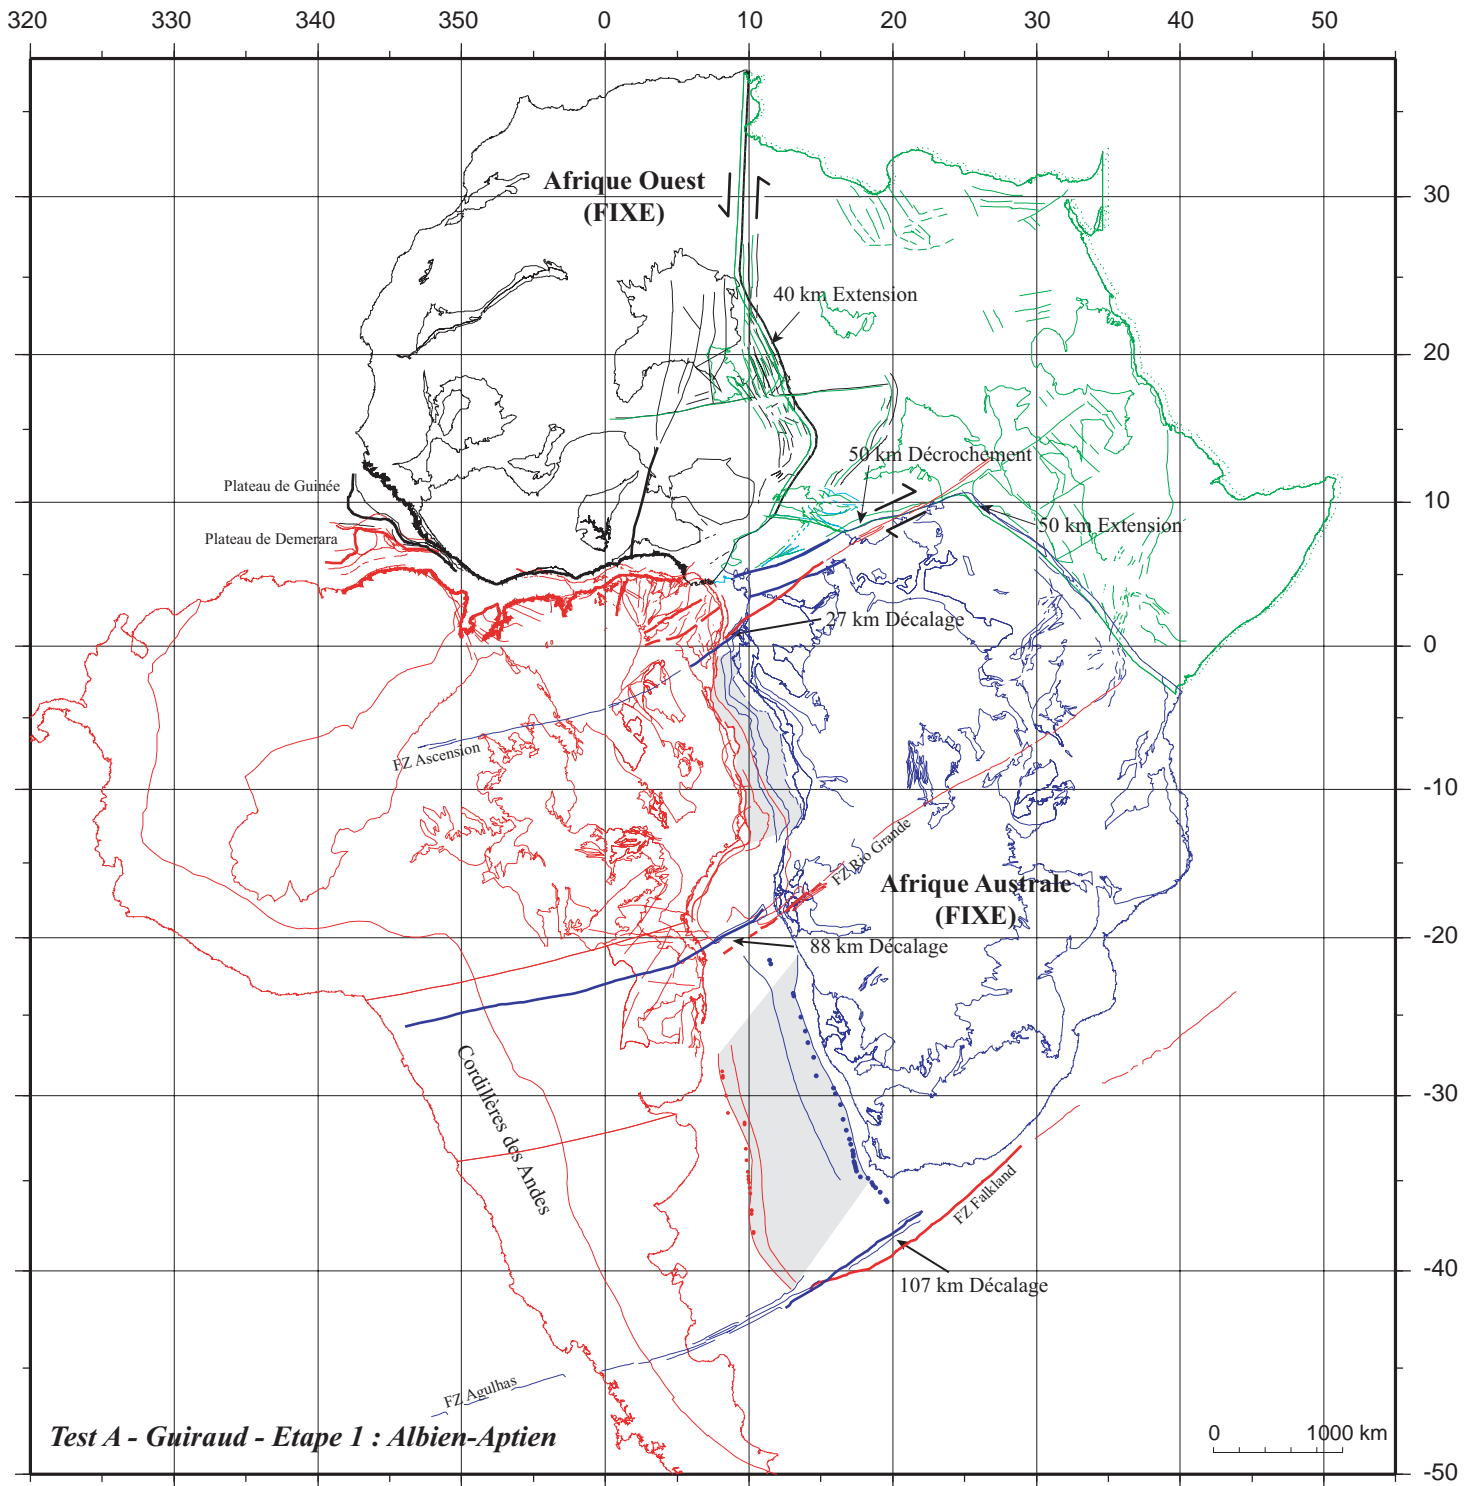 320 330 340 350 0 10 20 30 40 50
Afrique Ouest
(FIXE)
30
40 km Extension
20
50 km Décrochement
Plateau de Guinée
10
50 km Extension
Plateau de Demerara
27 km Décalage
0
FZ Ascension
-10
FZ Rio Grande
Afrique Australe
(FIXE)
88 km Décalage
-20
Cordillères des Andes
-30
FZ Falkland
-40
107 km Décalage
FZ Agulhas
Test A - Guiraud - Etape 1 : Albien-Aptien
0 1000 km
-50